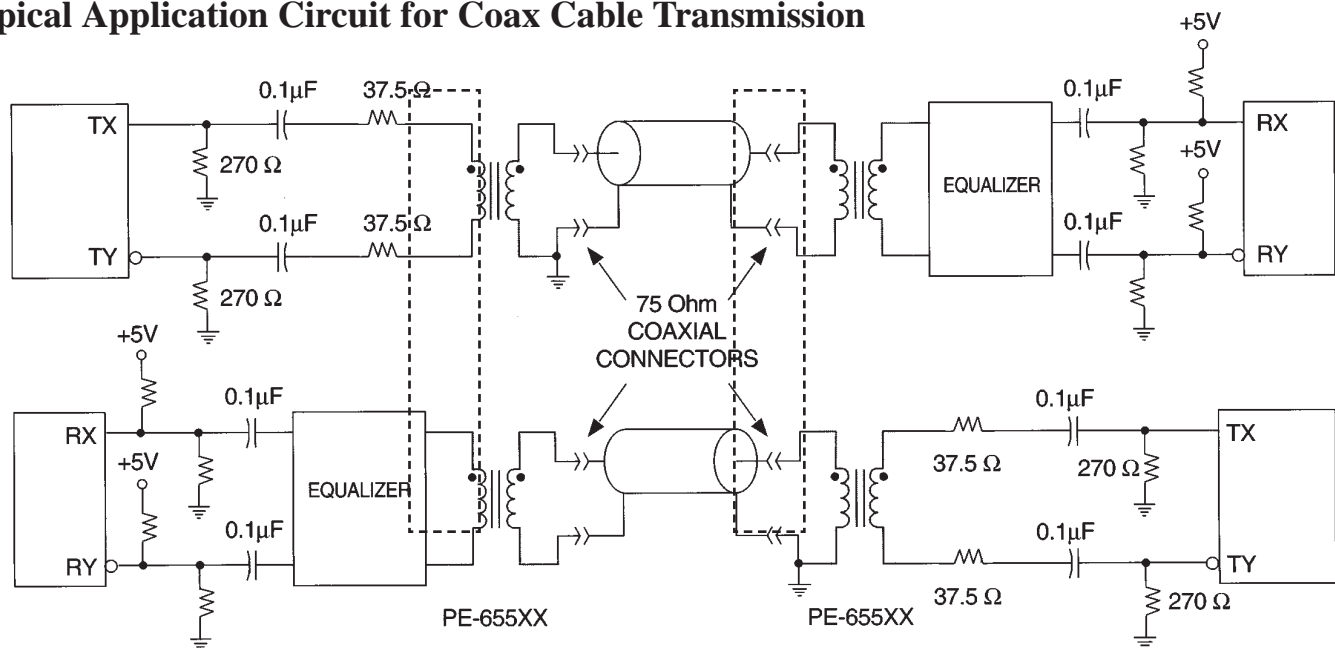 pical Application Circuit for Coax Cable Transmission
+5V
0.1µF
37.5 Ω
0.1µF
TX
RX
270 Ω
+5V
EQUALIZER
0.1µF
37.5 Ω
0.1µF
TY
RY
270 Ω
75 Ohm
COAXIAL
CONNECTORS
+5V
0.1µF
0.1µF
RX
TX
+5V
37.5 Ω
270 Ω
EQUALIZER
0.1µF
0.1µF
RY
TY
37.5 Ω
270 Ω
PE-655XX
PE-655XX